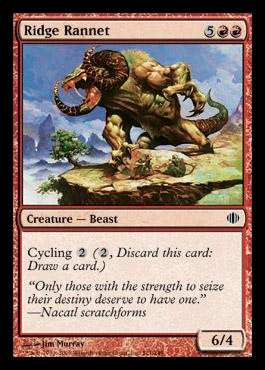 Ridge Rannet 5
Creature — Beast
Cycling 2 (2, Discard this card:
Draw a card.)
“Only those with the strength to seize
their destiny deserve to have one.”
—Nacatl scratchforms
Jim Murray
6/4